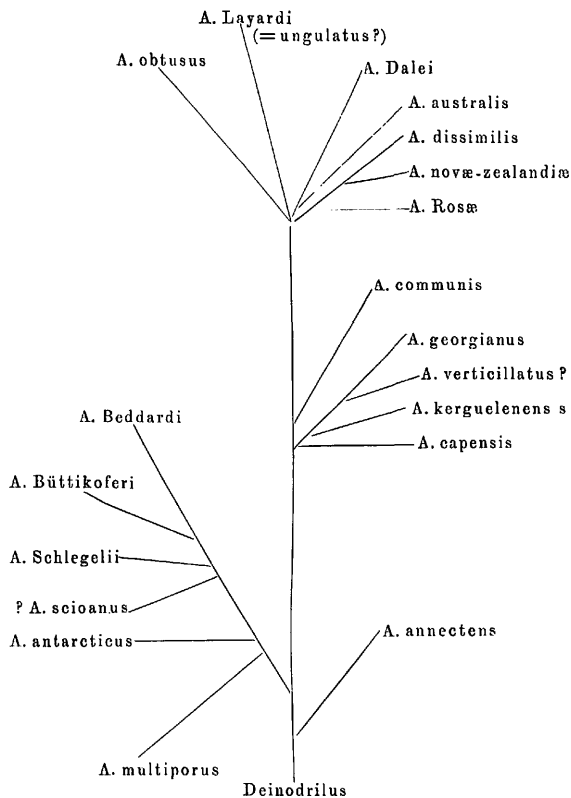 A. Layardi
(=ungulatus?)
A. obtusus
A. Dalei
A. australis
A. dissimilis
A. novæ-zealandiæ
A. Rosæ
A. communis
A. georgianus
A. verticillatus?
A. kerguelenens s
A. capensis
A. Beddardi
A. Büttikoferi
A. Schlegelii
? A. scioanus
A. antarcticus
A. annectens
A. multiporus
Deinodrilus